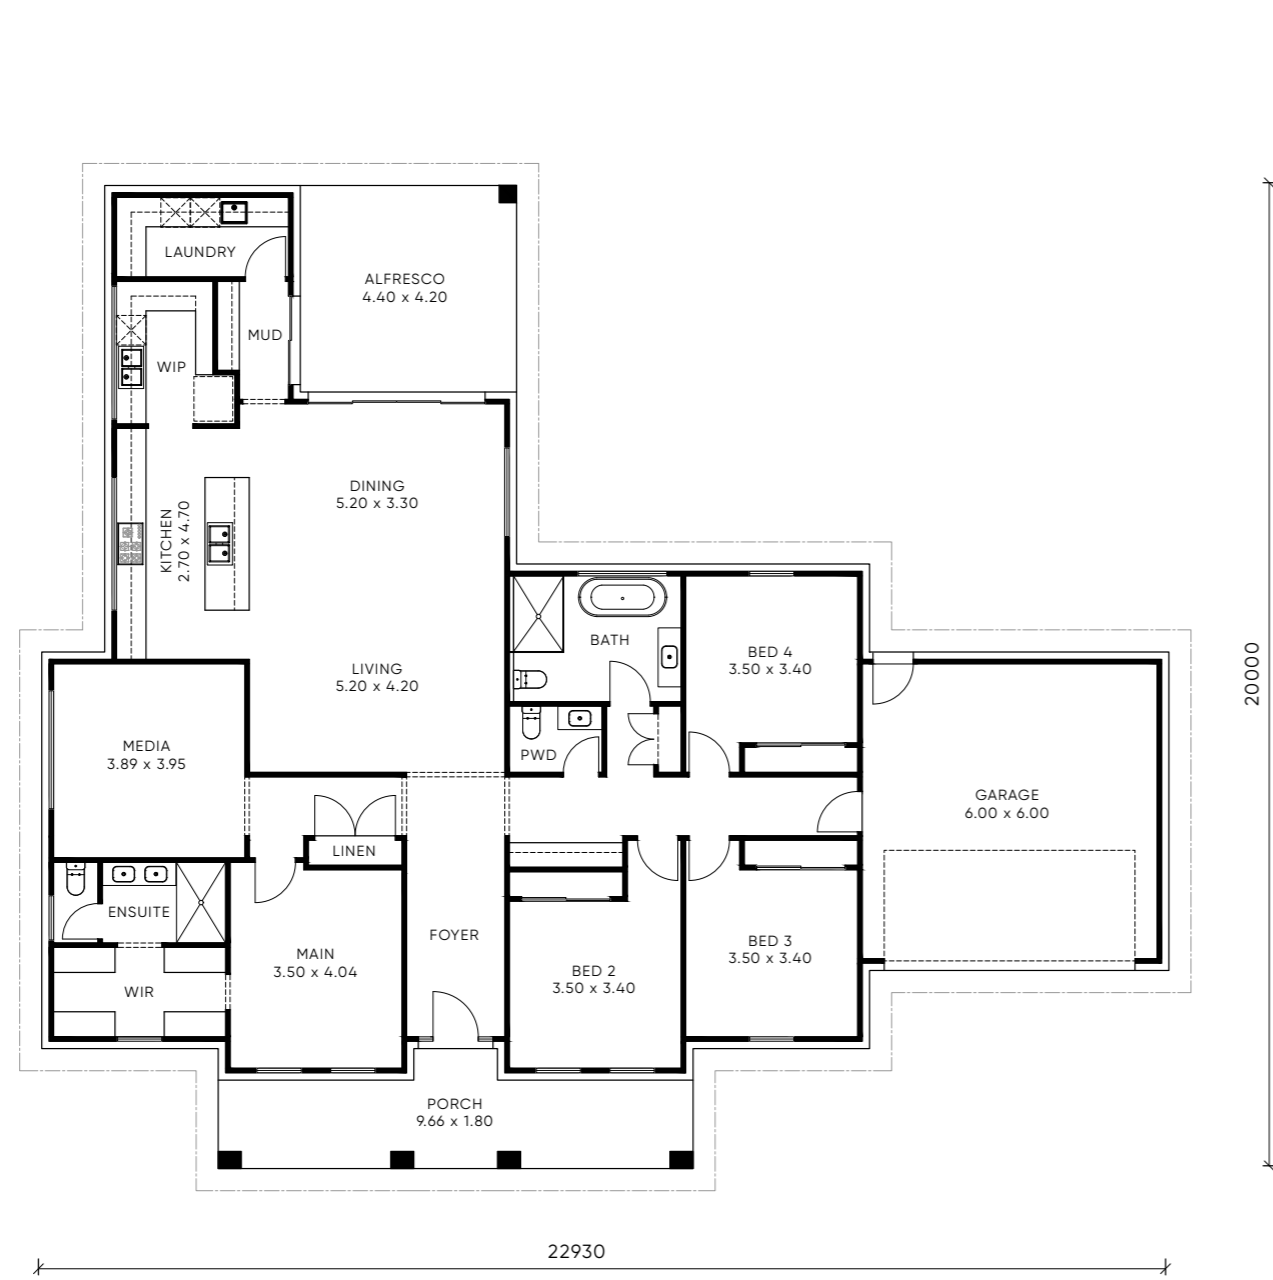 LAUNDRY
ALFRESCO
4.40 x 4.20
MUD
WIP
DINING
5.20 x 3.30
KITCHEN
2.70 x 4.70
BATH
BED 4
3.50 x 3.40
LIVING
5.20 x 4.20
20000
MEDIA
3.89 x 3.95
PWD
GARAGE
6.00 x 6.00
LINEN
ENSUITE
FOYER
MAIN
3.50 x 4.04
BED 3
3.50 x 3.40
BED 2
3.50 x 3.40
WIR
PORCH
9.66 x 1.80
22930